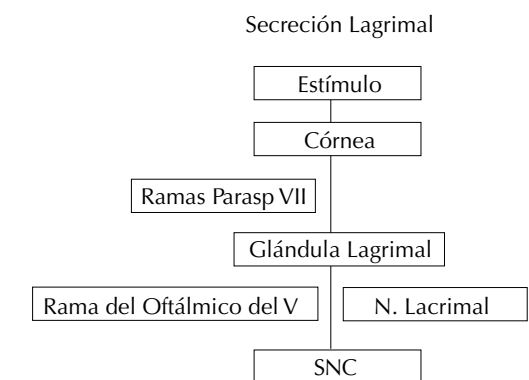 Secreción Lagrimal
Estímulo
Córnea
Ramas Parasp VII
Glándula Lagrimal
Rama del Oftálmico del V
N. Lacrimal
SNC